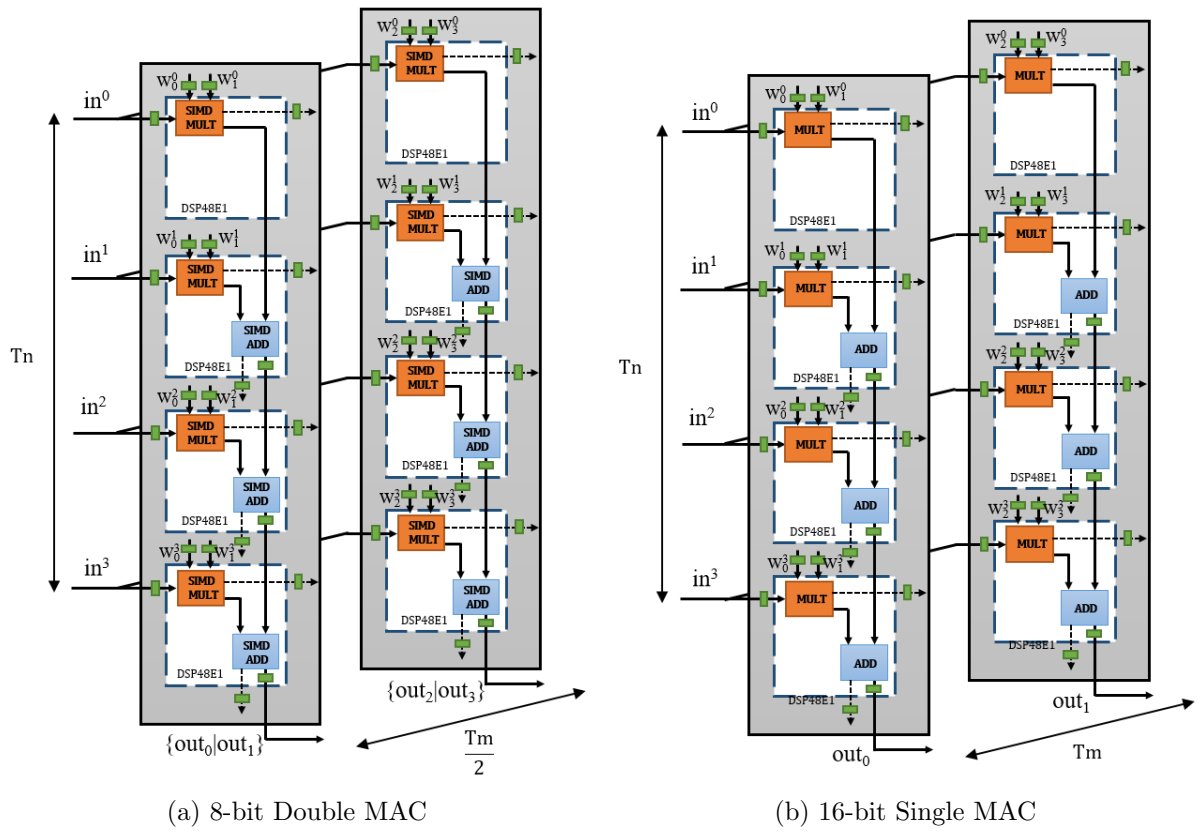 W₀⁰ W₁⁰
in⁰
SIMD MULT
DSP48E1
W₀¹ W₁¹
in¹
SIMD MULT
SIMD ADD
DSP48E1
Tn
W₀² W₁²
in²
SIMD MULT
SIMD ADD
DSP48E1
W₀³ W₁³
in³
SIMD MULT
SIMD ADD
DSP48E1
{out₀|out₁}
W₂⁰ W₃⁰
SIMD MULT
DSP48E1
W₂¹ W₃¹
SIMD MULT
SIMD ADD
DSP48E1
W₂² W₃²
SIMD MULT
SIMD ADD
DSP48E1
W₂³ W₃³
SIMD MULT
SIMD ADD
DSP48E1
{out₂|out₃}
Tm
2
(a) 8-bit Double MAC
W₀⁰ W₁⁰
in⁰
MULT
DSP48E1
W₀¹ W₁¹
in¹
MULT
ADD
DSP48E1
Tn
W₀² W₁²
in²
MULT
ADD
DSP48E1
W₀³ W₁³
in³
MULT
ADD
DSP48E1
out₀
W₂⁰ W₃⁰
MULT
DSP48E1
W₂¹ W₃¹
MULT
ADD
DSP48E1
W₂² W₃²
MULT
ADD
DSP48E1
W₂³ W₃³
MULT
ADD
DSP48E1
out₁
Tm
(b) 16-bit Single MAC